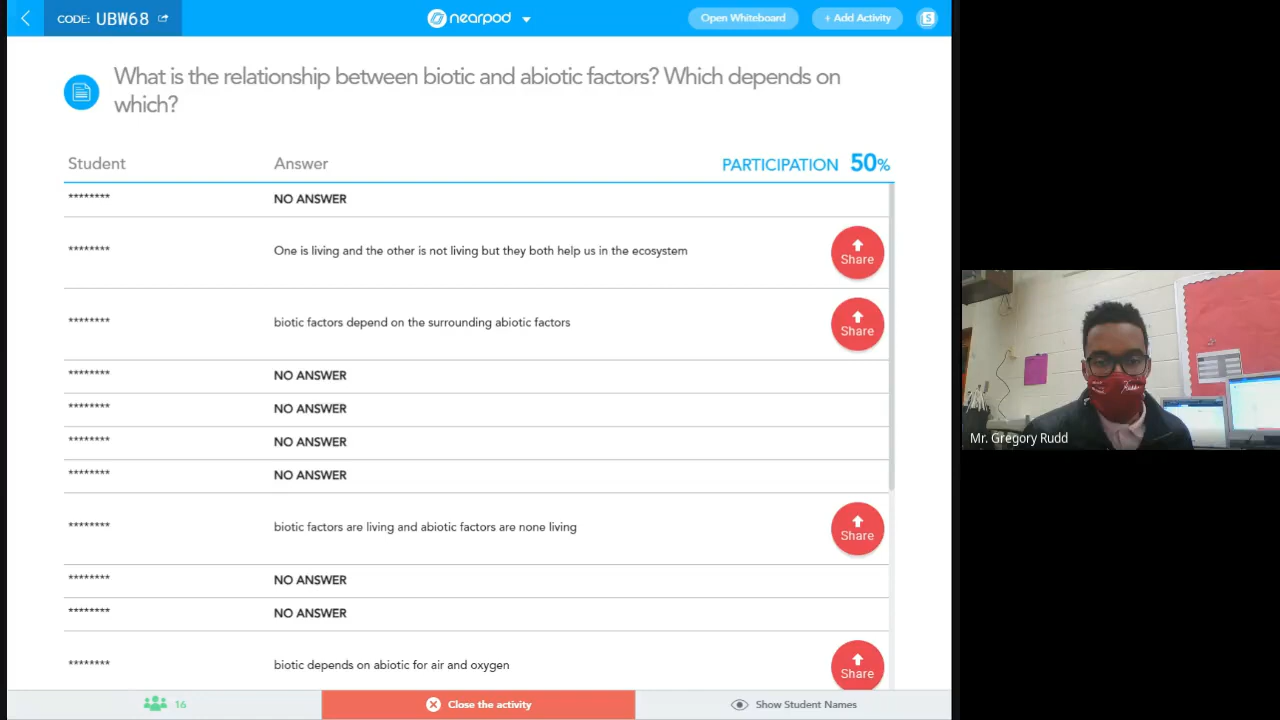 CODE: UBW68
nearpod
Open Whiteboard
+ Add Activity
S
What is the relationship between biotic and abiotic factors? Which depends on
which?
Student Answer PARTICIPATION 50%
******** NO ANSWER
******** One is living and the other is not living but they both help us in the ecosystem Share
******** biotic factors depend on the surrounding abiotic factors Share
******** NO ANSWER
******** NO ANSWER
******** NO ANSWER
******** NO ANSWER
******** biotic factors are living and abiotic factors are none living Share
******** NO ANSWER
******** NO ANSWER
******** biotic depends on abiotic for air and oxygen Share
16
Close the activity
Show Student Names
Mr. Gregory Rudd